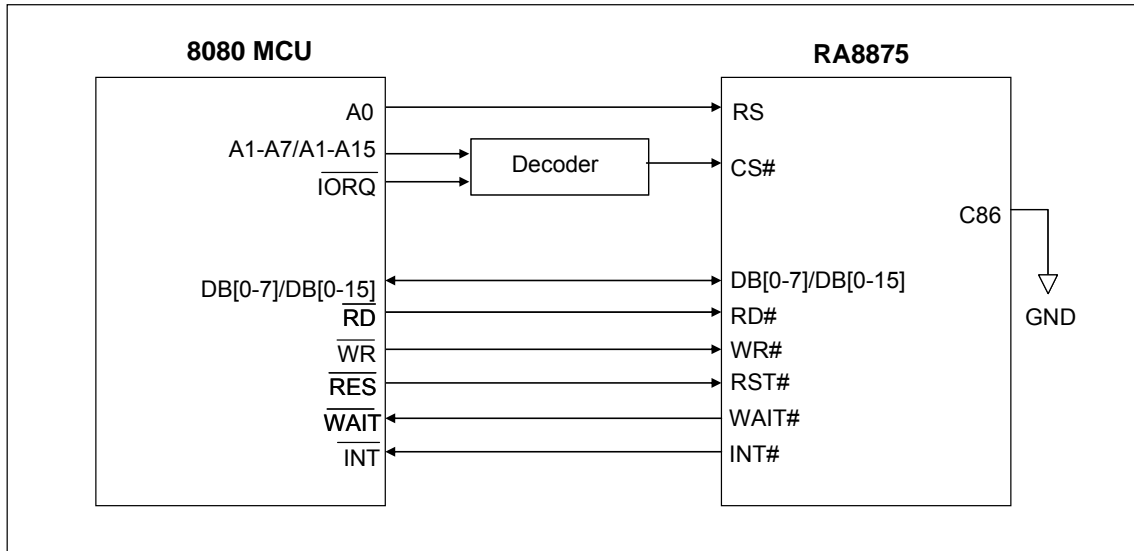 8080 MCU
RA8875
A0
RS
A1-A7/A1-A15
Decoder
CS#
IORQ
C86
DB[0-7]/DB[0-15]
DB[0-7]/DB[0-15]
RD
RD#
GND
WR
WR#
RES
RST#
WAIT
WAIT#
INT
INT#